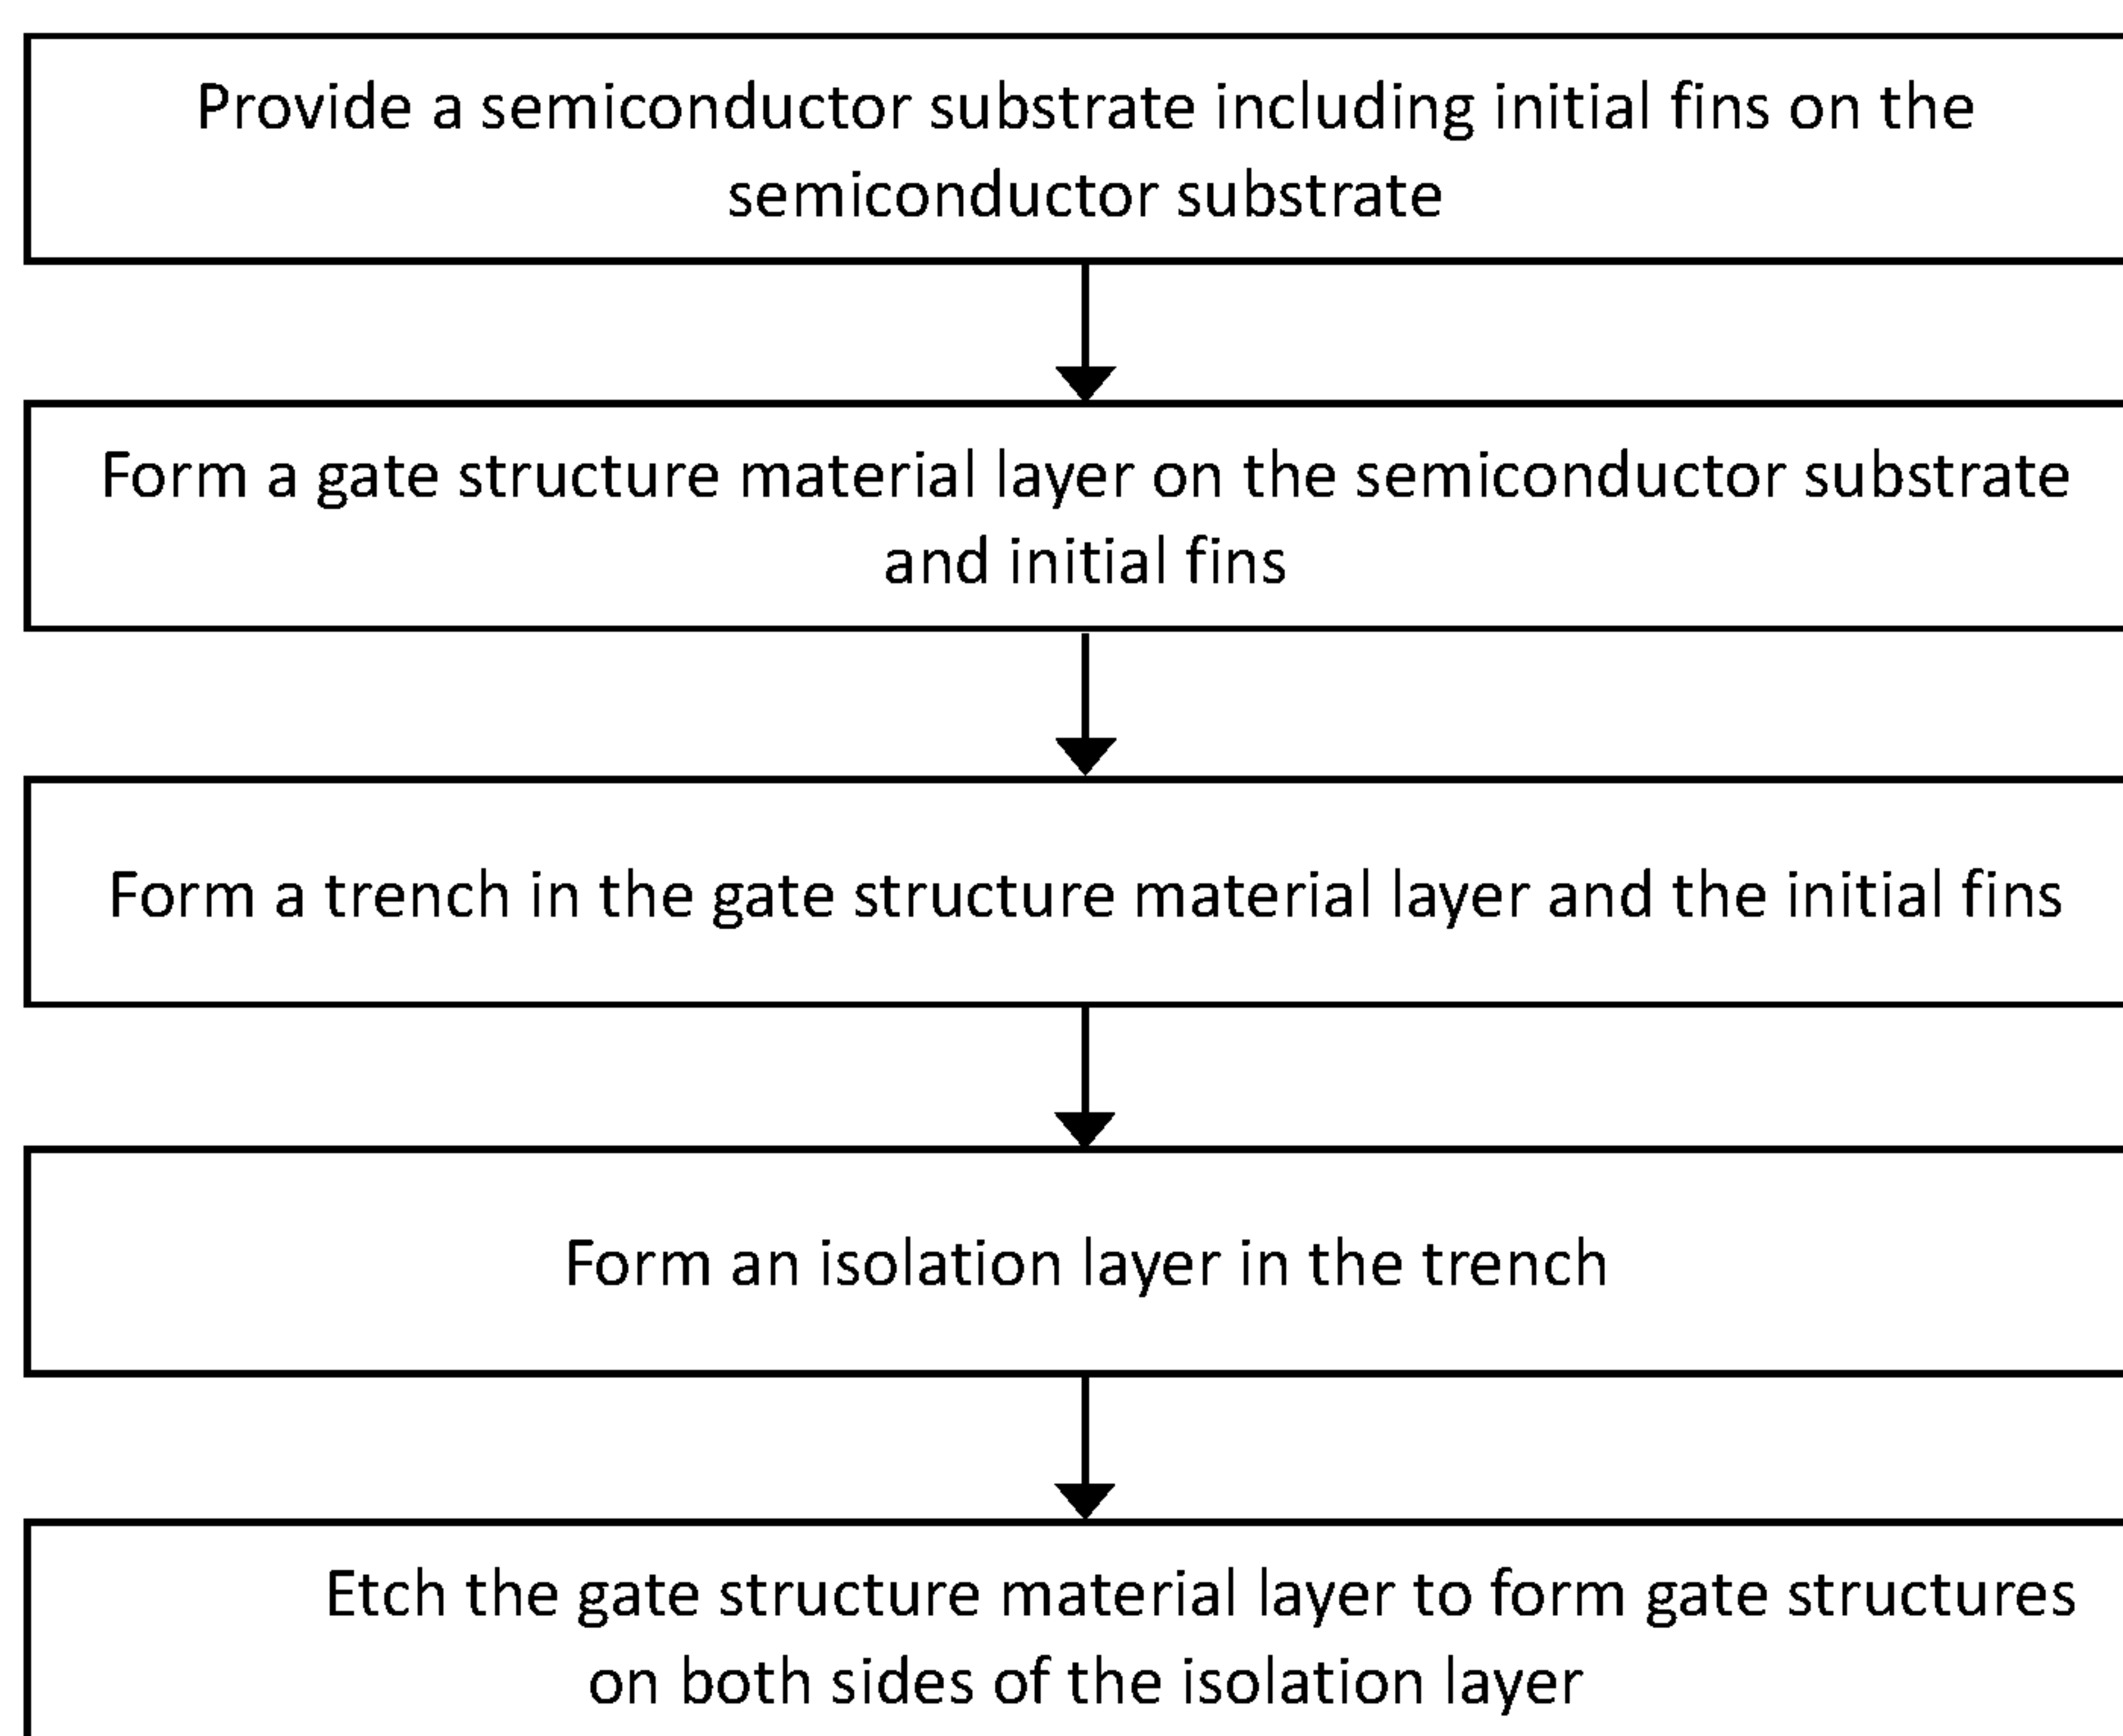 Provide a semiconductor substrate including initial fins on the
semiconductor substrate
Form a gate structure material layer on the semiconductor substrate
and initial fins
Form a trench in the gate structure material layer and the initial fins
Form an isolation layer in the trench
Etch the gate structure material layer to form gate structures
on both sides of the isolation layer